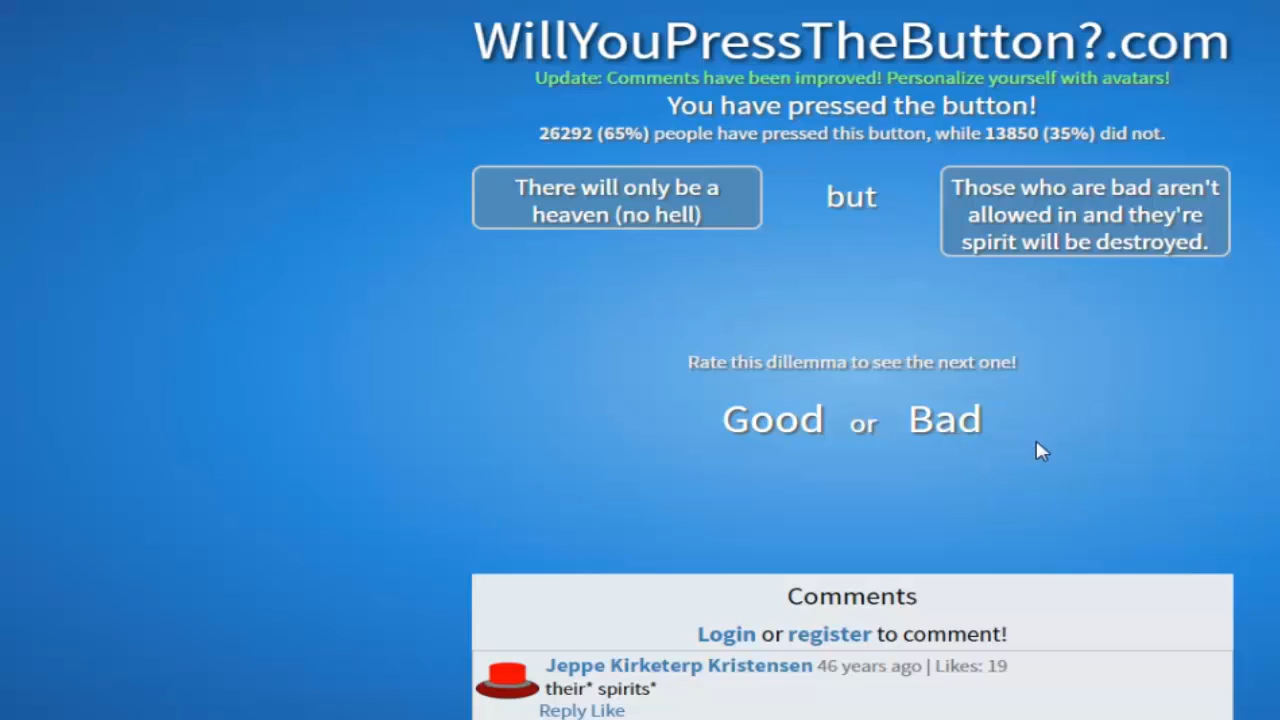 WillYouPressTheButton?.com
Update: Comments have been improved! Personalize yourself with avatars!
You have pressed the button!
26292 (65%) people have pressed this button, while 13850 (35%) did not.
There will only be a
heaven (no hell)
but
Those who are bad aren't
allowed in and they're
spirit will be destroyed.
Rate this dillemma to see the next one!
Good or Bad
Comments
Login or register to comment!
Jeppe Kirketerp Kristensen 46 years ago | Likes: 19
their* spirits*
Reply Like